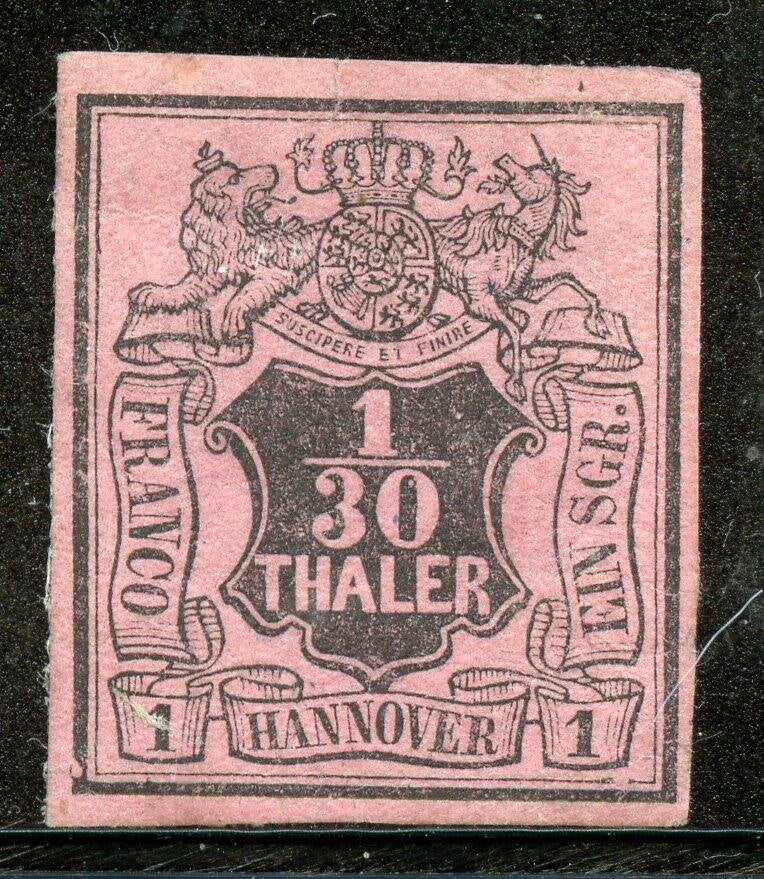 SUSCIPERE ET FINIRE
FRANCO
1/30
THALER
EIN SGR.
1 HANNOVER 1